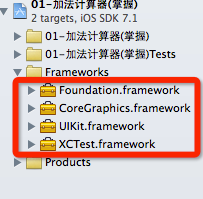 01-加法计算器(掌握)
2 targets, iOS SDK 7.1
01-加法计算器(掌握)
01-加法计算器(掌握)Tests
Frameworks
Foundation.framework
CoreGraphics.framework
UIKit.framework
XCTest.framework
Products